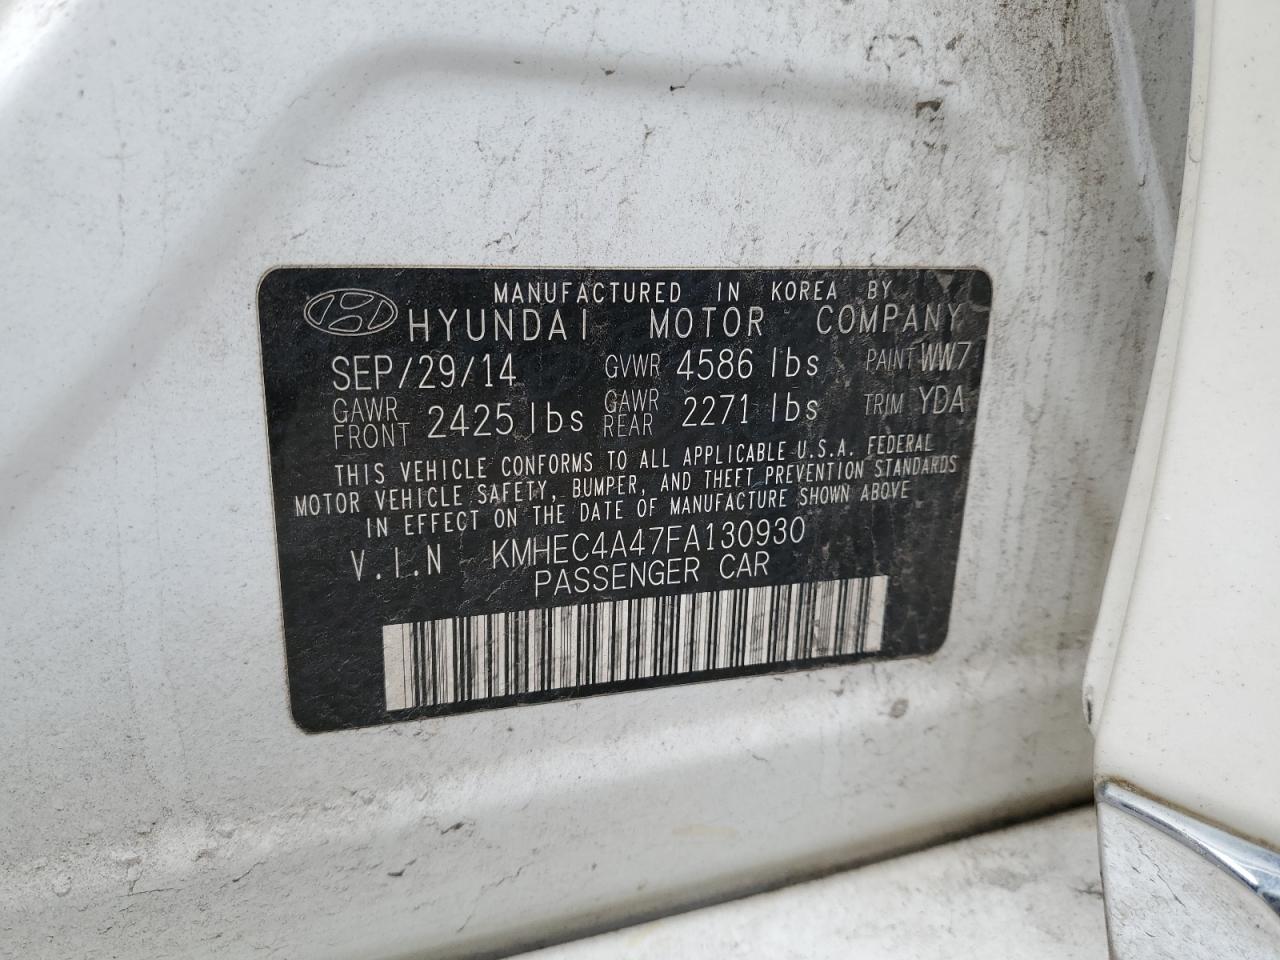 MANUFACTURED IN KOREA BY
HYUNDAI MOTOR COMPANY
SEP/29/14 GVWR 4586 lbs PAINT WW7
GAWR FRONT 2425 lbs GAWR REAR 2271 lbs TRIM YDA
THIS VEHICLE CONFORMS TO ALL APPLICABLE U.S.A. FEDERAL
MOTOR VEHICLE SAFETY, BUMPER, AND THEFT PREVENTION STANDARDS
IN EFFECT ON THE DATE OF MANUFACTURE SHOWN ABOVE
V.I.N KMHEC4A47FA130930
PASSENGER CAR